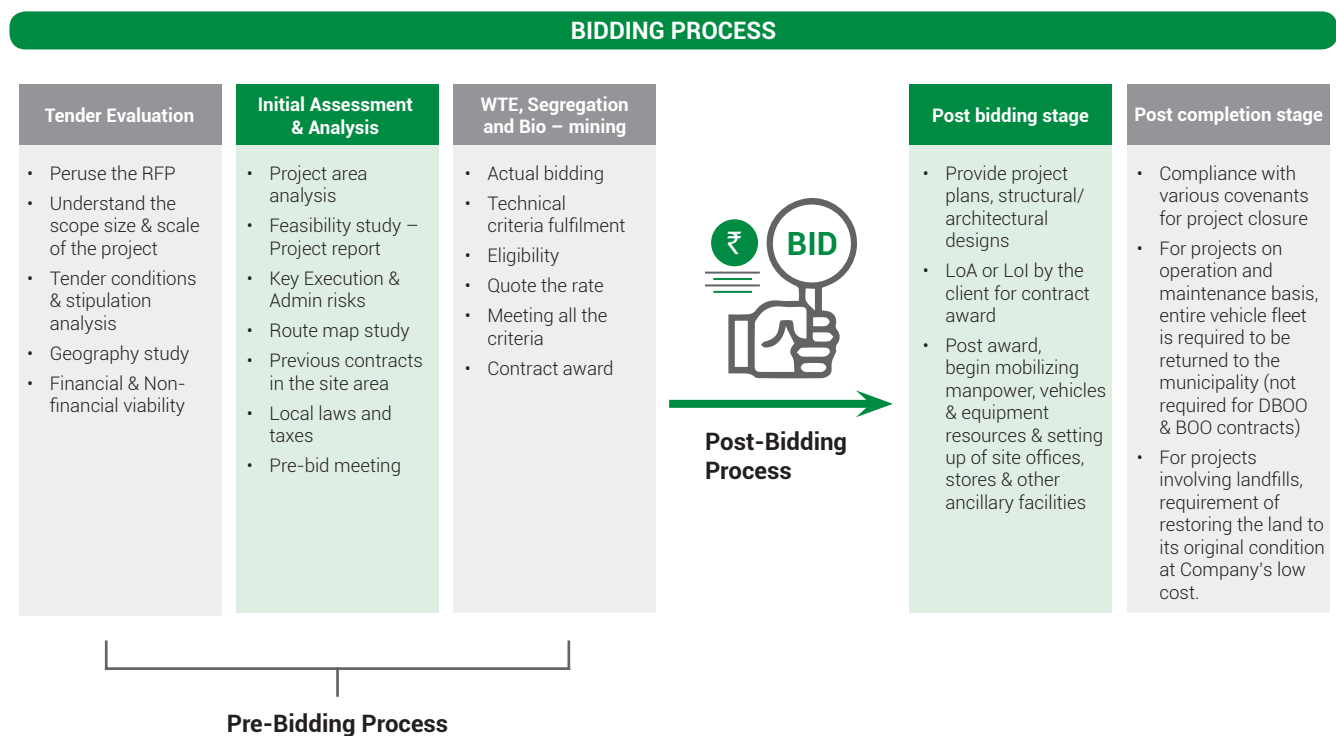 BIDDING PROCESS
Tender Evaluation
• Peruse the RFP
• Understand the
scope size & scale
of the project
• Tender conditions
& stipulation
analysis
• Geography study
• Financial & Non-
financial viability
Initial Assessment
& Analysis
• Project area
analysis
• Feasibility study –
Project report
• Key Execution &
Admin risks
• Route map study
• Previous contracts
in the site area
• Local laws and
taxes
• Pre-bid meeting
WTE, Segregation
and Bio – mining
• Actual bidding
• Technical
criteria fulfilment
• Eligibility
• Quote the rate
• Meeting all the
criteria
• Contract award
Pre-Bidding Process
₹
BID
Post-Bidding
Process
Post bidding stage
• Provide project
plans, structural/
architectural
designs
• LoA or LoI by the
client for contract
award
• Post award,
begin mobilizing
manpower, vehicles
& equipment
resources & setting
up of site offices,
stores & other
ancillary facilities
Post completion stage
• Compliance with
various covenants
for project closure
• For projects on
operation and
maintenance basis,
entire vehicle fleet
is required to be
returned to the
municipality (not
required for DBOO
& BOO contracts)
• For projects
involving landfills,
requirement of
restoring the land to
its original condition
at Company's low
cost.